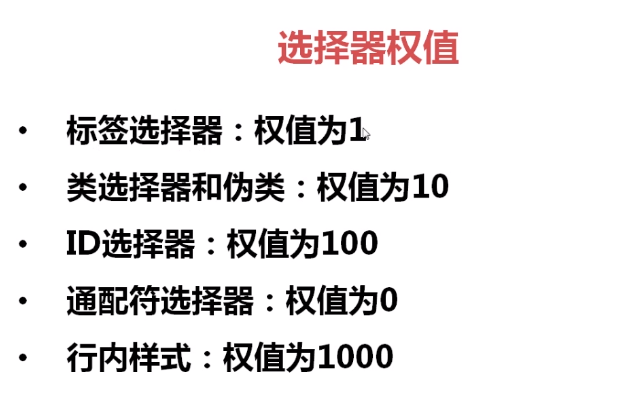 选择器权值
• 标签选择器：权值为1
• 类选择器和伪类：权值为10
• ID选择器：权值为100
• 通配符选择器：权值为0
• 行内样式：权值为1000